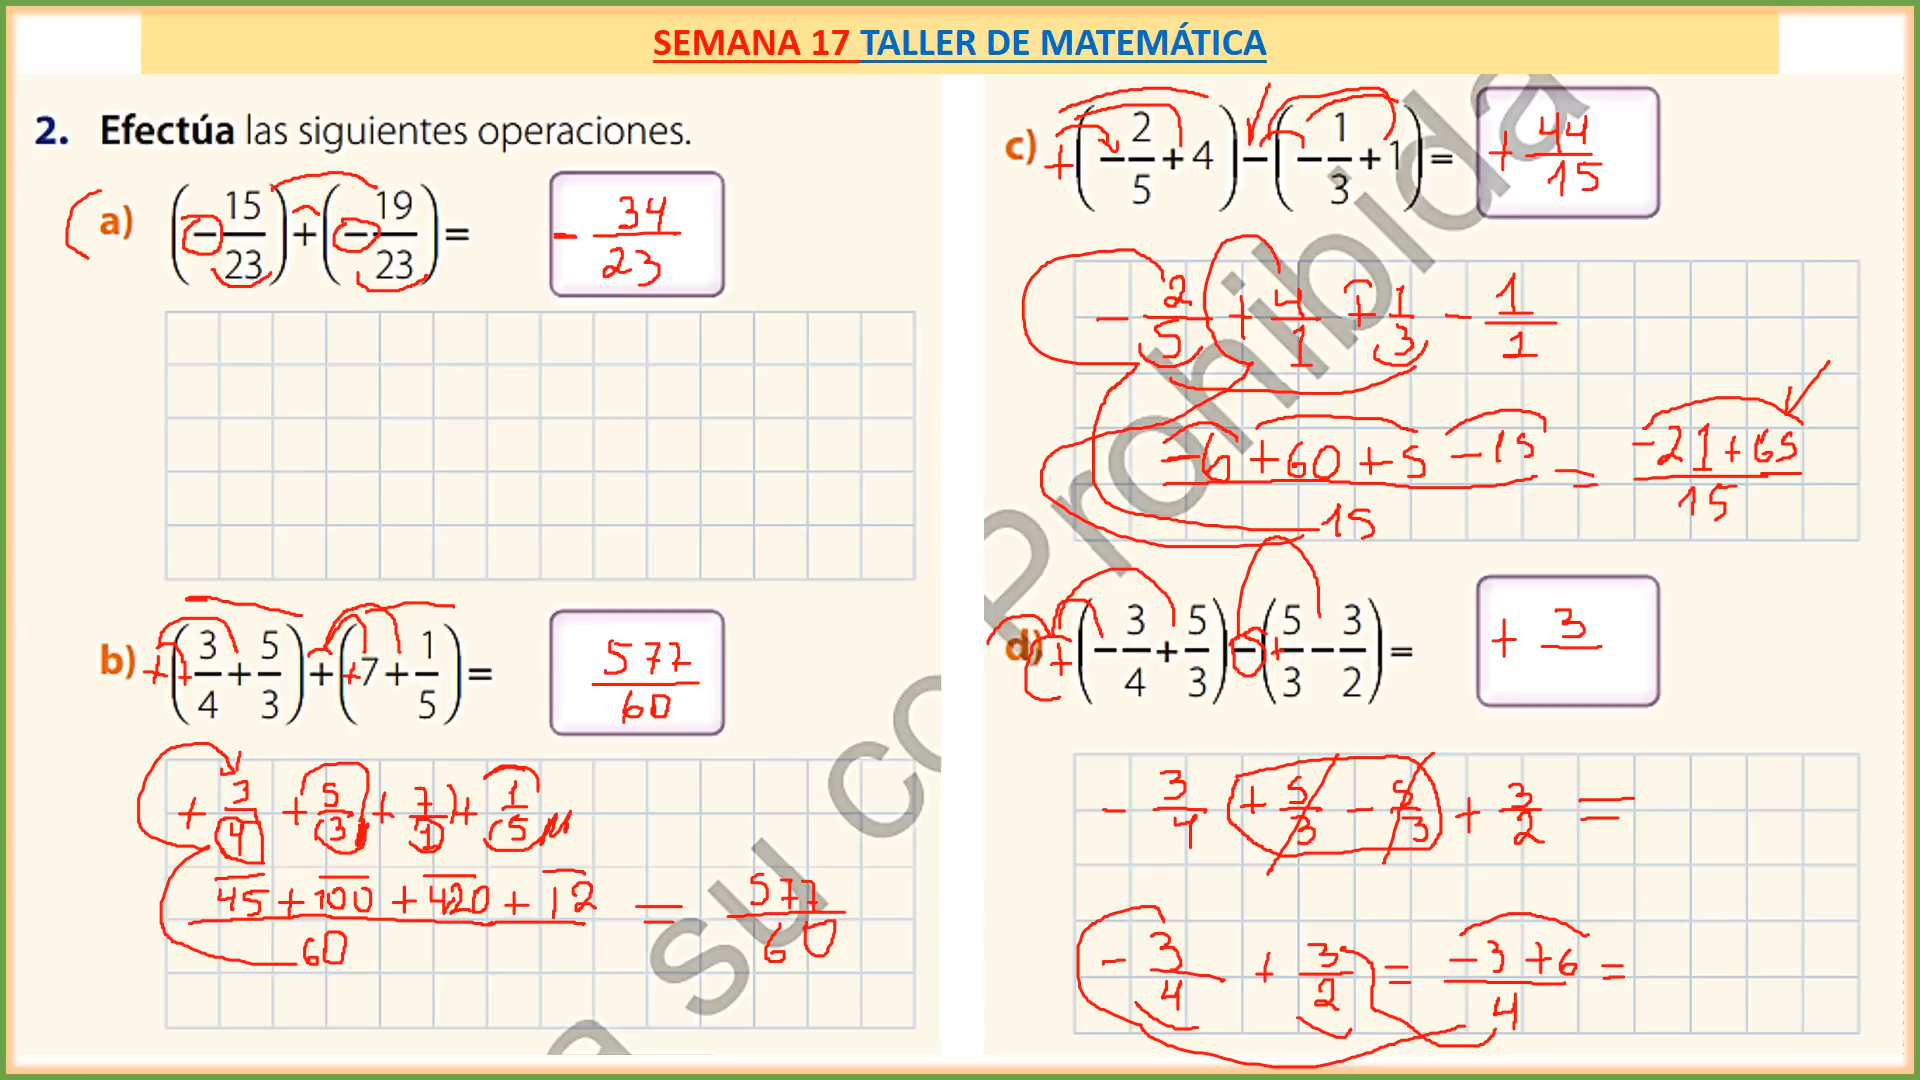 SEMANA 17 TALLER DE MATEMÁTICA
2. Efectúa las siguientes operaciones.
a) (-15/23)+(-19/23)=
- 34/23
b) +(+3/4+5/3)+(+7+1/5)=
577/60
+ 3/4 + 5/3 + 7/1 + 1/5
45+100+420+12/60 = 577/60
c) +(-2/5+4)-(-1/3+1)=
+ 44/15
- 2/5 + 4/1 + 1/3 - 1/1
-6+60+5-15/15 = -21+65/15
d) +(-3/4+5/3)-(+5/3-3/2)=
+ 3
- 3/4 + 5/3 - 5/3 + 3/2 =
- 3/4 + 3/2 = -3+6/4 =
Prohibida
a su co